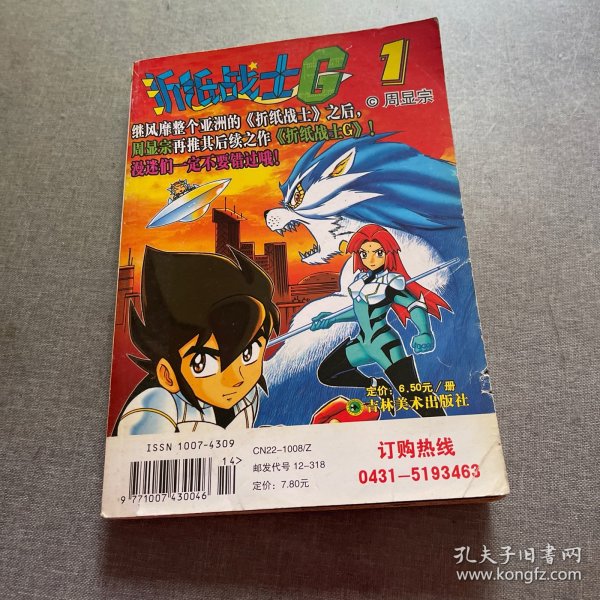 折纸战士G 1
© 周显宗
继风靡整个亚洲的《折纸战士》之后,
周显宗再推其后续之作《折纸战士G》!
漫迷们一定不要错过哦!
定价: 6.50元/册
吉林美术出版社
ISSN 1007-4309
14>
9 771007 430046
CN22-1008/Z
邮发代号 12-318
定价: 7.80元
订购热线
0431-5193463
孔夫子旧书网
www.kongfz.com